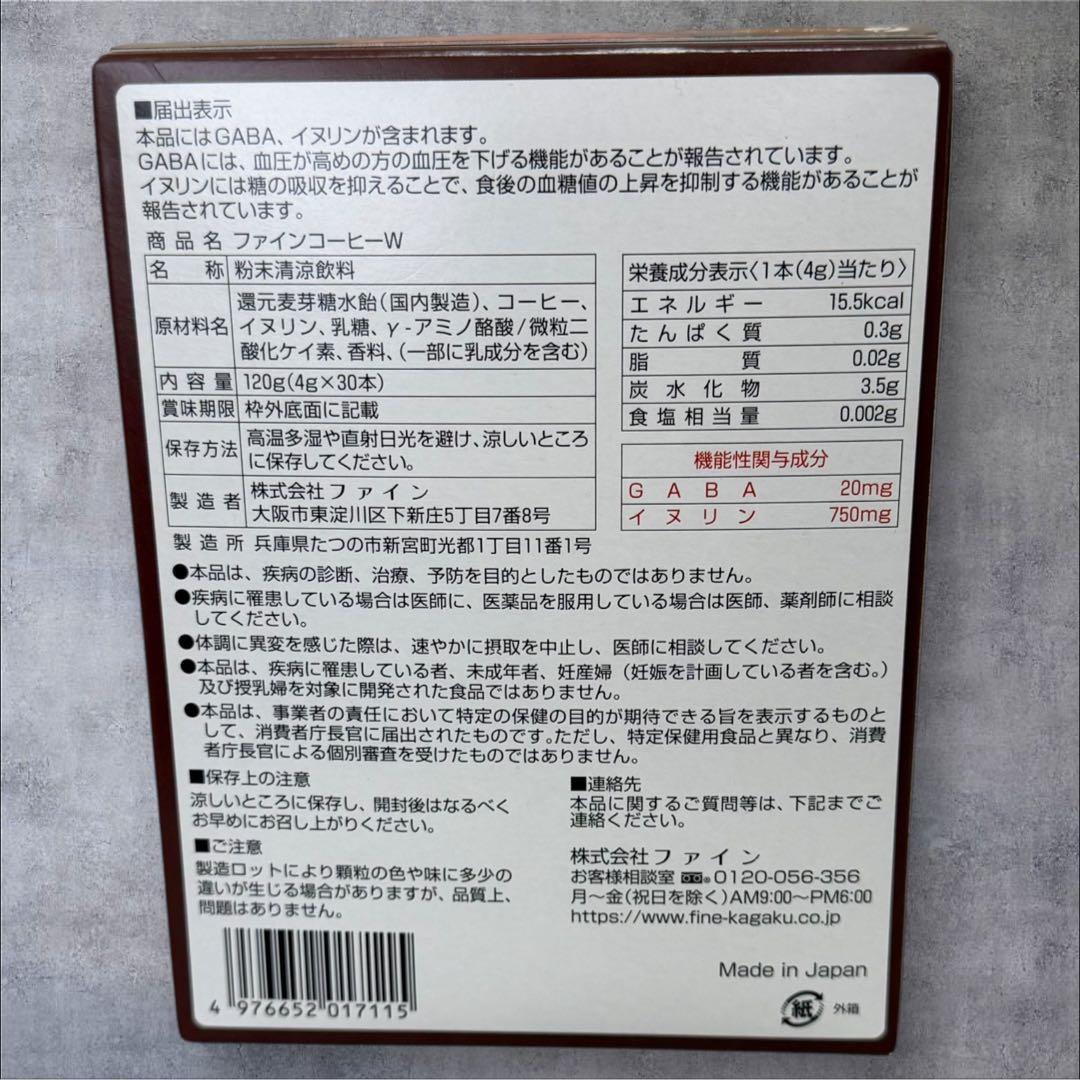 ■届出表示
本品にはGABA、イヌリンが含まれます。
GABAには、血圧が高めの方の血圧を下げる機能があることが報告されています。
イヌリンには糖の吸収を抑えることで、食後の血糖値の上昇を抑制する機能があることが
報告されています。
商品名 ファインコーヒーW
名称 粉末清涼飲料
原材料名 還元麦芽糖水飴(国内製造)、コーヒー、
イヌリン、乳糖、γ-アミノ酪酸/微粒二
酸化ケイ素、香料、(一部に乳成分を含む)
内容量 120g(4g×30本)
賞味期限 枠外底面に記載
保存方法 高温多湿や直射日光を避け、涼しいところ
に保存してください。
製造者 株式会社ファイン
大阪市東淀川区下新庄5丁目7番8号
製造所 兵庫県たつの市新宮町光都1丁目11番1号
栄養成分表示〈1本(4g)当たり〉
エネルギー 15.5kcal
たんぱく質 0.3g
脂質 0.02g
炭水化物 3.5g
食塩相当量 0.002g
機能性関与成分
GABA 20mg
イヌリン 750mg
●本品は、疾病の診断、治療、予防を目的としたものではありません。
●疾病に罹患している場合は医師に、医薬品を服用している場合は医師、薬剤師に相談
してください。
●体調に異変を感じた際は、速やかに摂取を中止し、医師に相談してください。
●本品は、疾病に罹患している者、未成年者、妊産婦(妊娠を計画している者を含む。)
及び授乳婦を対象に開発された食品ではありません。
●本品は、事業者の責任において特定の保健の目的が期待できる旨を表示するものと
して、消費者庁長官に届出されたものです。ただし、特定保健用食品と異なり、消費
者庁長官による個別審査を受けたものではありません。
■保存上の注意
涼しいところに保存し、開封後はなるべく
お早めにお召し上がりください。
■ご注意
製造ロットにより顆粒の色や味に多少の
違いが生じる場合がありますが、品質上、
問題はありません。
■連絡先
本品に関するご質問等は、下記までご
連絡ください。
株式会社ファイン
お客様相談室 0120-056-356
月〜金(祝日を除く)AM9:00〜PM6:00
https://www.fine-kagaku.co.jp
4 976652 017115
Made in Japan
紙 外箱